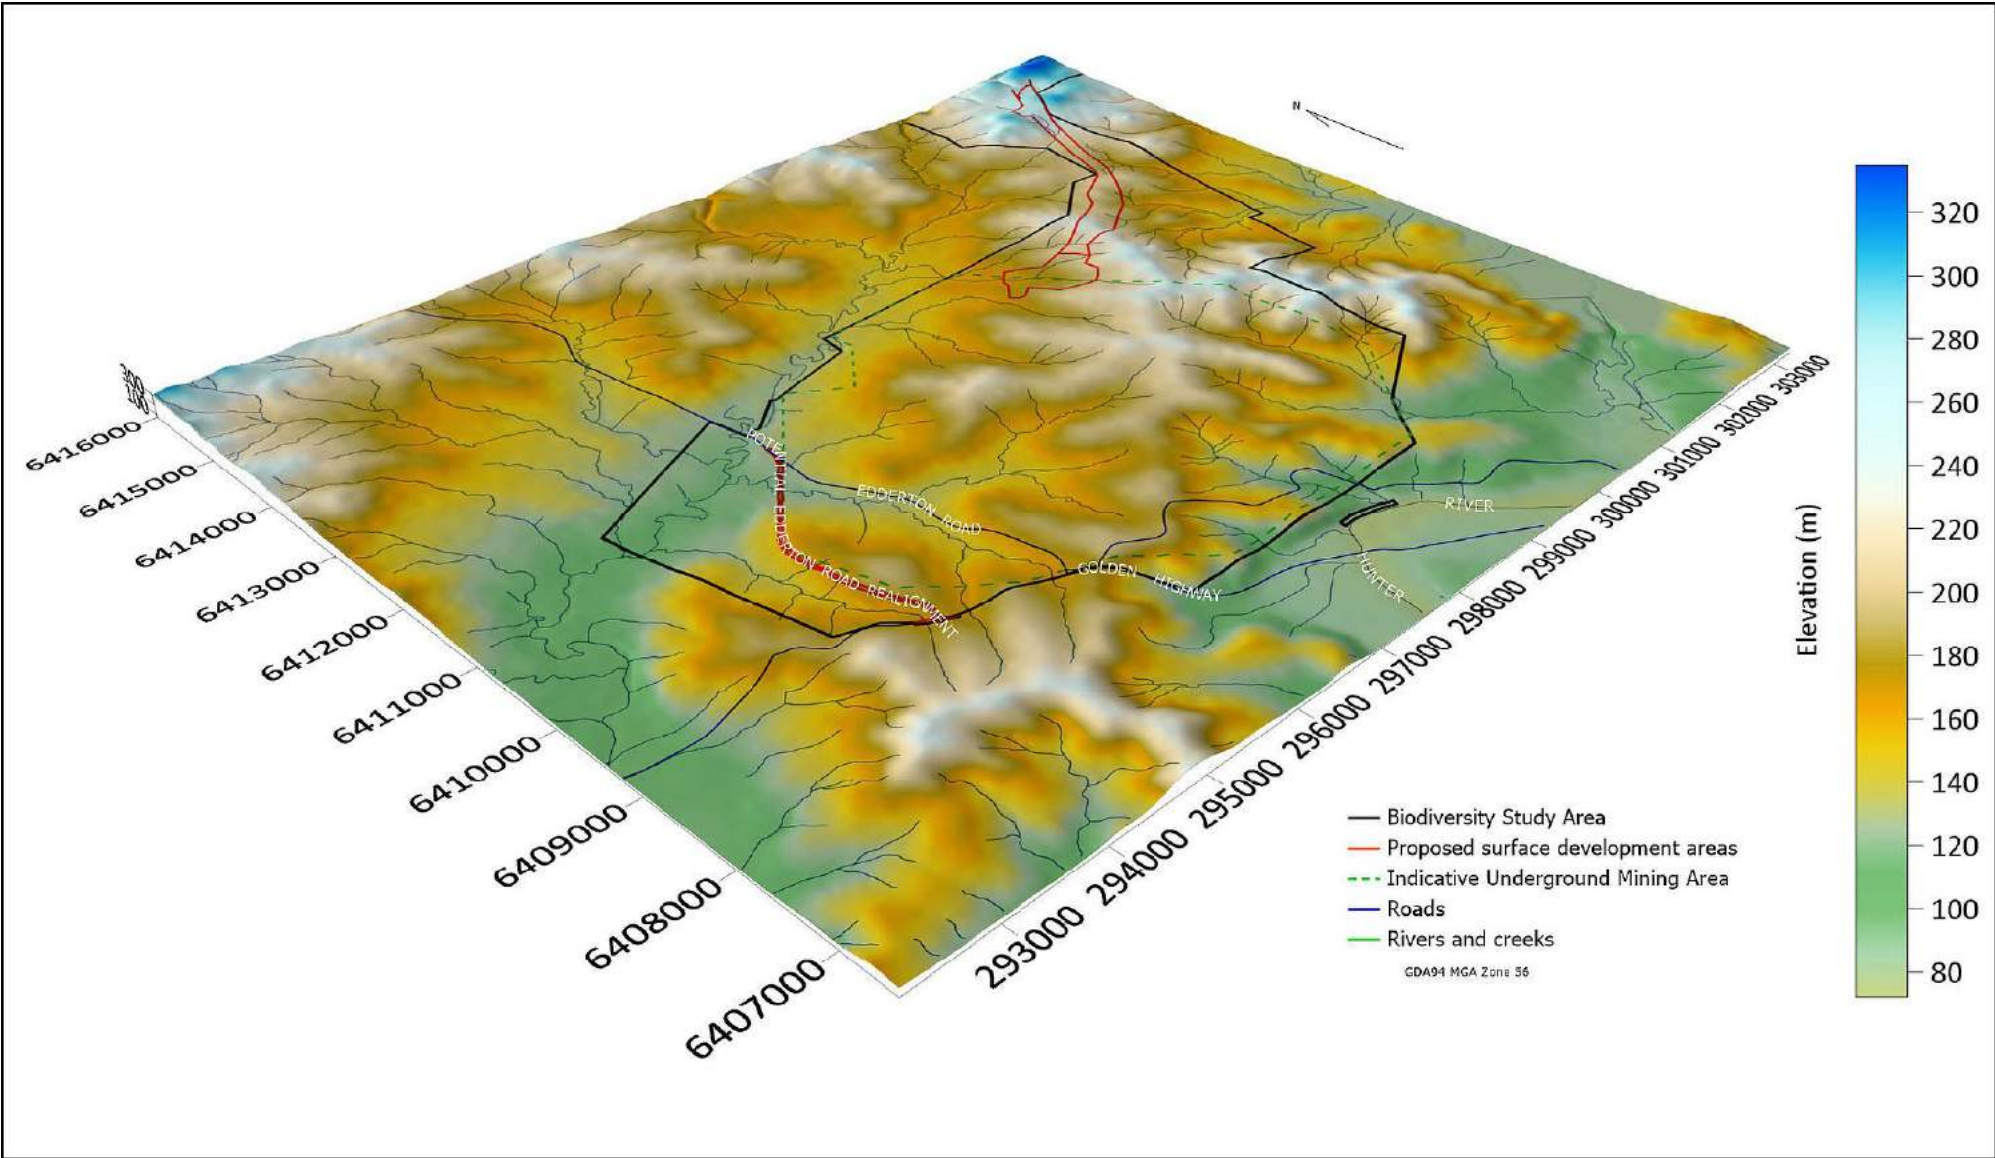 N
320
300
280
260
240
220
200
180
160
140
120
100
80
Elevation (m)
6416000
6415000
6414000
6413000
6412000
6411000
6410000
6409000
6408000
6407000
293000
294000
295000
296000
297000
298000
299000
300000
301000
302000
303000
POTENTIAL EDDERTON ROAD REALIGNMENT
EDDERTON ROAD
GOLDEN HIGHWAY
RIVER
HUNTER
Biodiversity Study Area
Proposed surface development areas
Indicative Underground Mining Area
Roads
Rivers and creeks
GDA94 MGA Zone 56